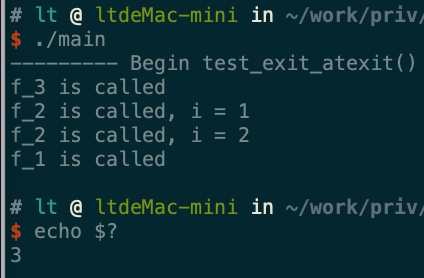 # lt @ ltdeMac-mini in ~/work/priv/
$ ./main
--------- Begin test_exit_atexit()
f_3 is called
f_2 is called, i = 1
f_2 is called, i = 2
f_1 is called
# lt @ ltdeMac-mini in ~/work/priv/
$ echo $?
3